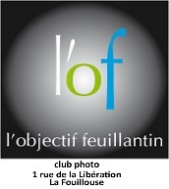 l'of
l'objectif feuillantin
club photo
1 rue de la Libération
La Fouillouse